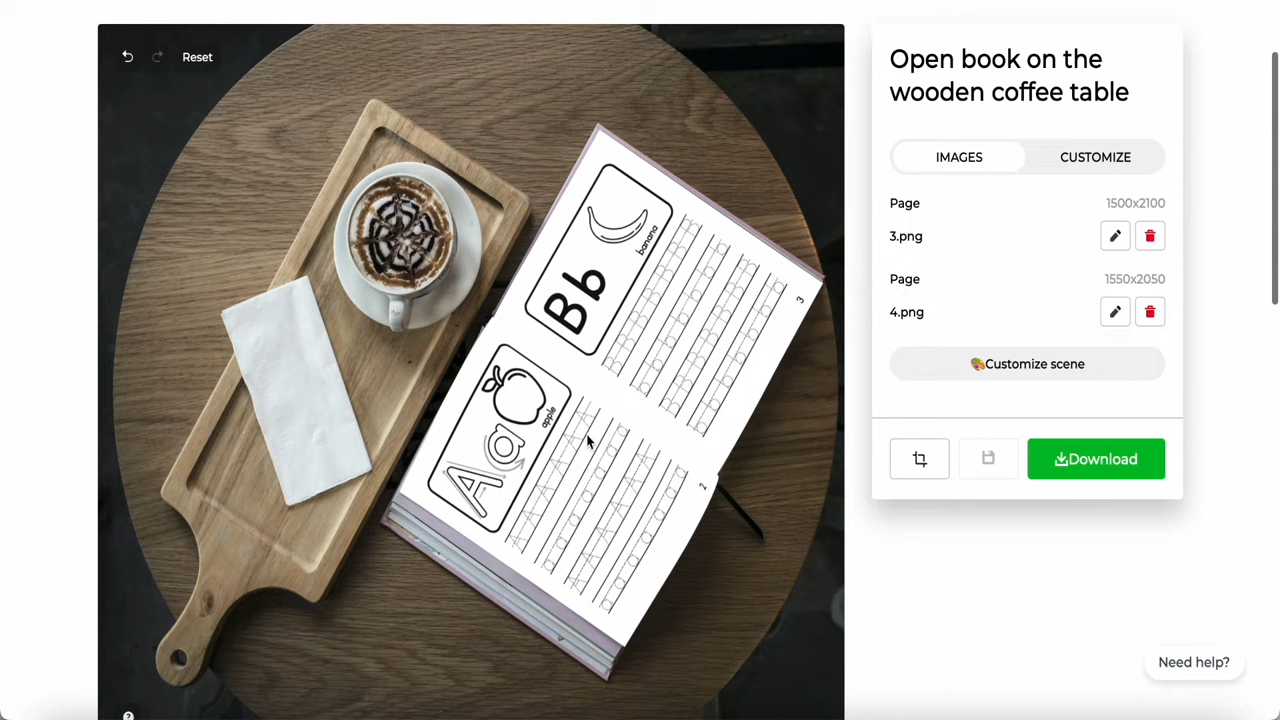 Reset
Bb
banana
3
Aa
apple
2
Open book on the
wooden coffee table
IMAGES
CUSTOMIZE
Page
1500x2100
3.png
Page
1550x2050
4.png
🎨Customize scene
Download
Need help?
?